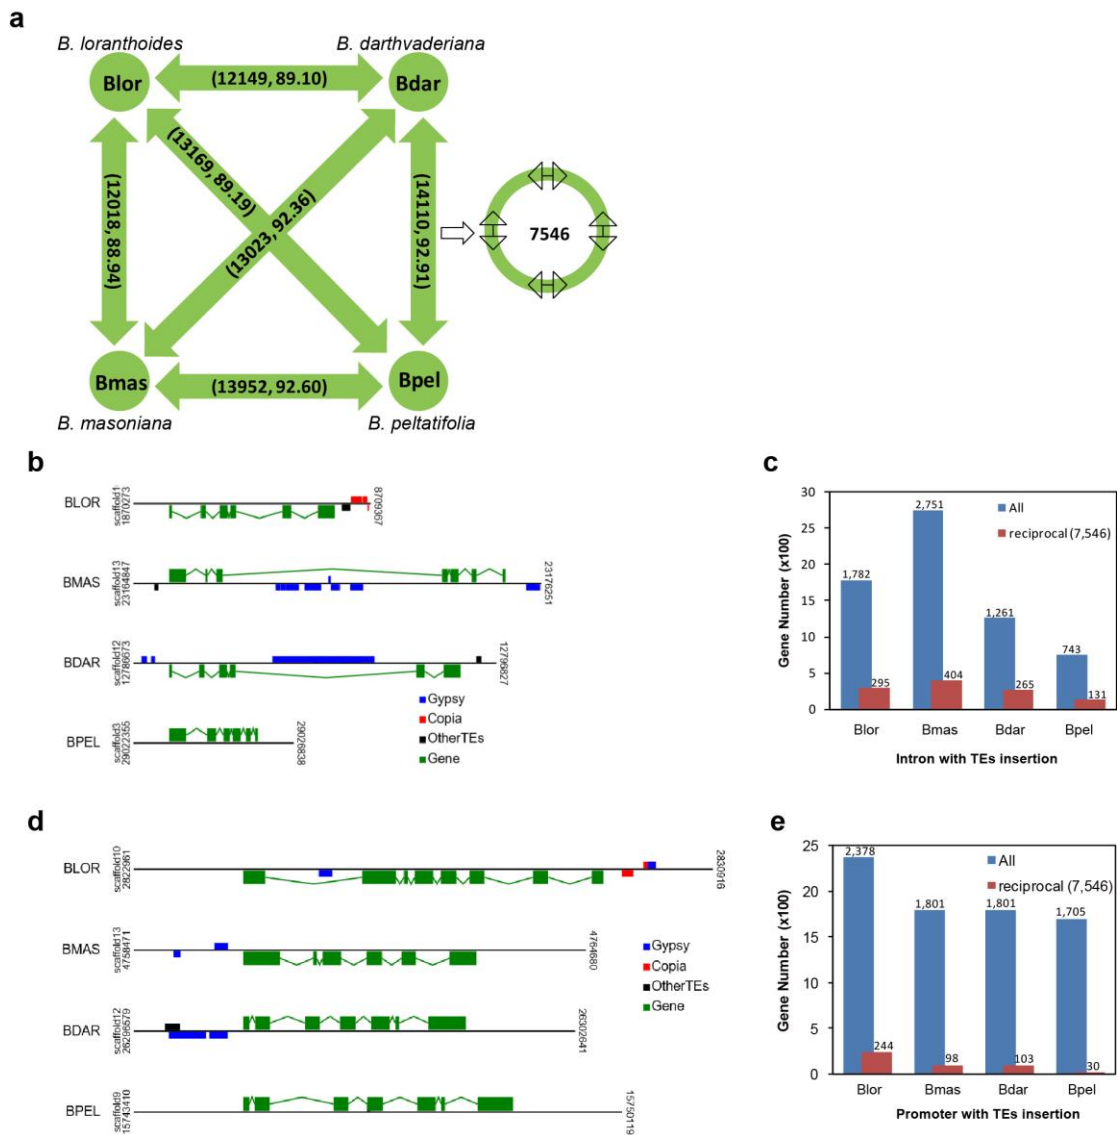 a
B. loranthoides
B. darthvaderiana
Blor
(12149, 89.10)
Bdar
(13169, 89.19)
(12018, 88.94)
(13023, 92.36)
(14110, 92.91)
7546
Bmas
(13952, 92.60)
Bpel
B. masoniana
B. peltatifolia
b
BLOR
scaffold1
1870273
8709367
BMAS
scaffold13
23164847
23176251
BDAR
scaffold12
12786673
12796827
Gypsy
Copia
OtherTEs
Gene
BPEL
scaffold3
29022355
29026838
c
30
25
20
15
10
5
0
Gene Number (x100)
All
reciprocal (7,546)
1,782
295
2,751
404
1,261
265
743
131
Blor
Bmas
Bdar
Bpel
Intron with TEs insertion
d
BLOR
scaffold10
2822961
2830916
BMAS
scaffold13
4758471
4764680
Gypsy
Copia
OtherTEs
Gene
BDAR
scaffold12
26296579
26302641
BPEL
scaffold9
15743410
15750119
e
25
20
15
10
5
0
Gene Number (x100)
All
reciprocal (7,546)
2,378
244
1,801
98
1,801
103
1,705
30
Blor
Bmas
Bdar
Bpel
Promoter with TEs insertion